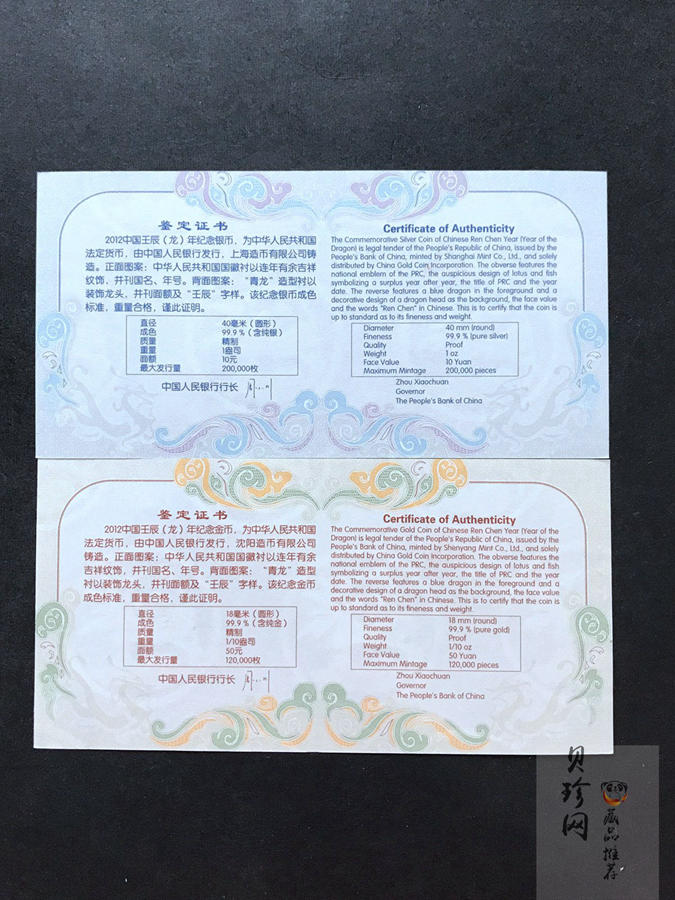 鉴定证书
2012中国壬辰（龙）年纪念银币，为中华人民共和国
法定货币，由中国人民银行发行，上海造币有限公司铸
造。正面图案：中华人民共和国国徽衬以连年有余吉祥
纹饰，并刊国名、年号。背面图案：“青龙”造型衬以
装饰龙头，并刊面额及“壬辰”字样。该纪念银币成色
标准，重量合格，谨此证明。
直径 40毫米（圆形）
成色 99.9％（含纯银）
质量 精制
重量 1盎司
面额 10元
最大发行量 200,000枚
中国人民银行行长
Certificate of Authenticity
The Commemorative Silver Coin of Chinese Ren Chen Year (Year of the
Dragon) is legal tender of the People's Republic of China, issued by the
People's Bank of China, minted by Shanghai Mint Co., Ltd., and solely
distributed by China Gold Coin Incorporation. The obverse features the
national emblem of the PRC, the auspicious design of lotus and fish
symbolizing a surplus year after year, the title of PRC and the year
date. The reverse features a blue dragon in the foreground and a
decorative design of a dragon head as the background, the face value
and the words "Ren Chen" in Chinese. This is to certify that the coin is
up to standard as to its fineness and weight.
Diameter 40 mm (round)
Fineness 99.9 % (pure silver)
Quality Proof
Weight 1 oz
Face Value 10 Yuan
Maximum Mintage 200,000 pieces
Zhou Xiaochuan
Governor
The People's Bank of China
鉴定证书
2012中国壬辰（龙）年纪念金币，为中华人民共和国
法定货币，由中国人民银行发行，沈阳造币有限公司
铸造。正面图案：中华人民共和国国徽衬以连年有余
吉祥纹饰，并刊国名、年号。背面图案：“青龙”造型
衬以装饰龙头，并刊面额及“壬辰”字样。该纪念金币
成色标准，重量合格，谨此证明。
直径 18毫米（圆形）
成色 99.9％（含纯金）
质量 精制
重量 1/10盎司
面额 50元
最大发行量 120,000枚
中国人民银行行长
Certificate of Authenticity
The Commemorative Gold Coin of Chinese Ren Chen Year (Year of the
Dragon) is legal tender of the People's Republic of China, issued by the
People's Bank of China, minted by Shenyang Mint Co., Ltd., and solely
distributed by China Gold Coin Incorporation. The obverse features the
national emblem of the PRC, the auspicious design of lotus and fish
symbolizing a surplus year after year, the title of PRC and the year
date. The reverse features a blue dragon in the foreground and a
decorative design of a dragon head as the background, the face value
and the words "Ren Chen" in Chinese. This is to certify that the coin is
up to standard as to its fineness and weight.
Diameter 18 mm (round)
Fineness 99.9 % (pure gold)
Quality Proof
Weight 1/10 oz
Face Value 50 Yuan
Maximum Mintage 120,000 pieces
Zhou Xiaochuan
Governor
The People's Bank of China
贝珍网
藏品推荐